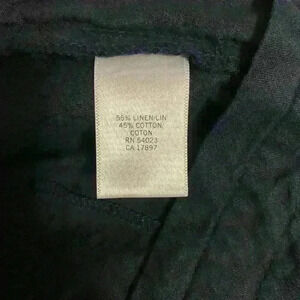 55% LINEN/LIN
45% COTTON
COTON
RN 54023
CA 17897